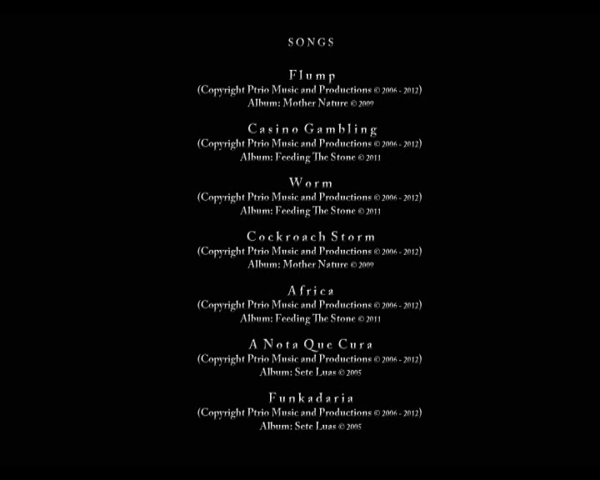 SONGS
Flump
(Copyright Ptrio Music and Productions © 2006 - 2012)
Album: Mother Nature © 2009
Casino Gambling
(Copyright Ptrio Music and Productions © 2006 - 2012)
Album: Feeding The Stone © 2011
Worm
(Copyright Ptrio Music and Productions © 2006 - 2012)
Album: Feeding The Stone © 2011
Cockroach Storm
(Copyright Ptrio Music and Productions © 2006 - 2012)
Album: Mother Nature © 2009
Africa
(Copyright Ptrio Music and Productions © 2006 - 2012)
Album: Feeding The Stone © 2011
A Nota Que Cura
(Copyright Ptrio Music and Productions © 2006 - 2012)
Album: Sete Luas © 2005
Funkadaria
(Copyright Ptrio Music and Productions © 2006 - 2012)
Album: Sete Luas © 2005